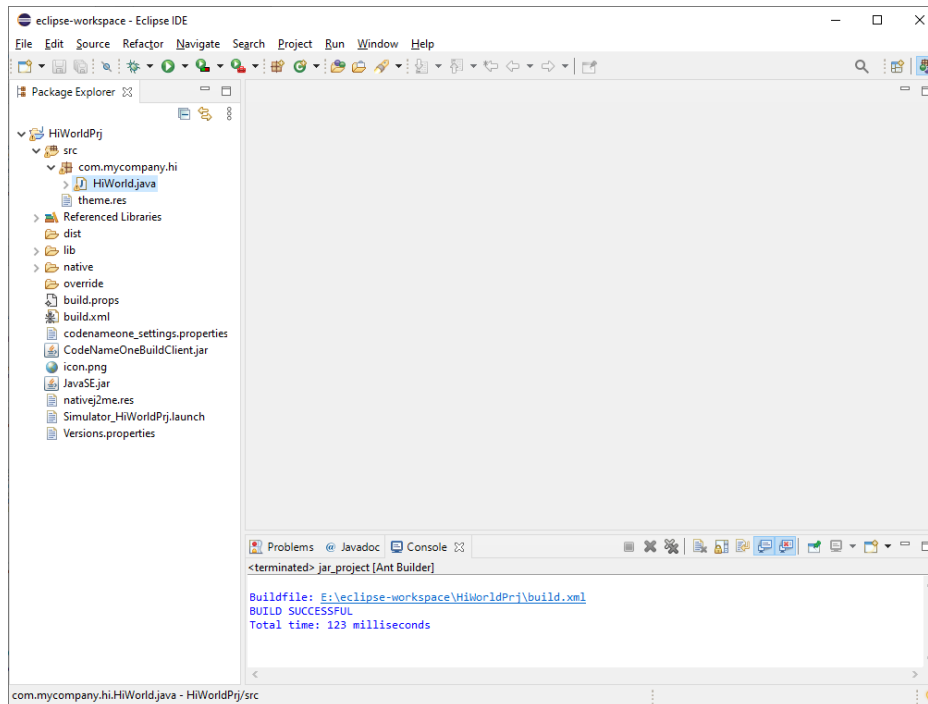 eclipse-workspace - Eclipse IDE
File Edit Source Refactor Navigate Search Project Run Window Help
Package Explorer
HiWorldPrj
src
com.mycompany.hi
HiWorld.java
theme.res
Referenced Libraries
dist
lib
native
override
build.props
build.xml
codenameone_settings.properties
CodeNameOneBuildClient.jar
icon.png
JavaSE.jar
nativej2me.res
Simulator_HiWorldPrj.launch
Versions.properties
Problems @ Javadoc Console
<terminated> jar_project [Ant Builder]
Buildfile: E:\eclipse-workspace\HiWorldPrj\build.xml
BUILD SUCCESSFUL
Total time: 123 milliseconds
com.mycompany.hi.HiWorld.java - HiWorldPrj/src